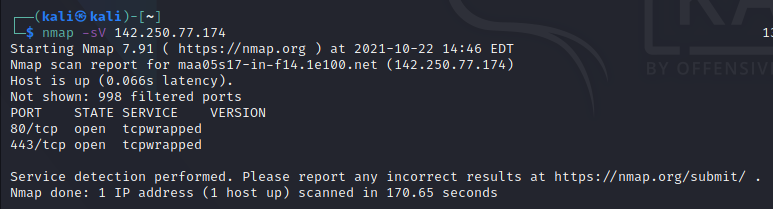 ┌──(kali㉿kali)-[~]
└─$ nmap -sV 142.250.77.174
Starting Nmap 7.91 ( https://nmap.org ) at 2021-10-22 14:46 EDT
Nmap scan report for maa05s17-in-f14.1e100.net (142.250.77.174)
Host is up (0.066s latency).
Not shown: 998 filtered ports
PORT    STATE SERVICE    VERSION
80/tcp  open  tcpwrapped
443/tcp open  tcpwrapped
Service detection performed. Please report any incorrect results at https://nmap.org/submit/ .
Nmap done: 1 IP address (1 host up) scanned in 170.65 seconds
BY OFFENSIVE